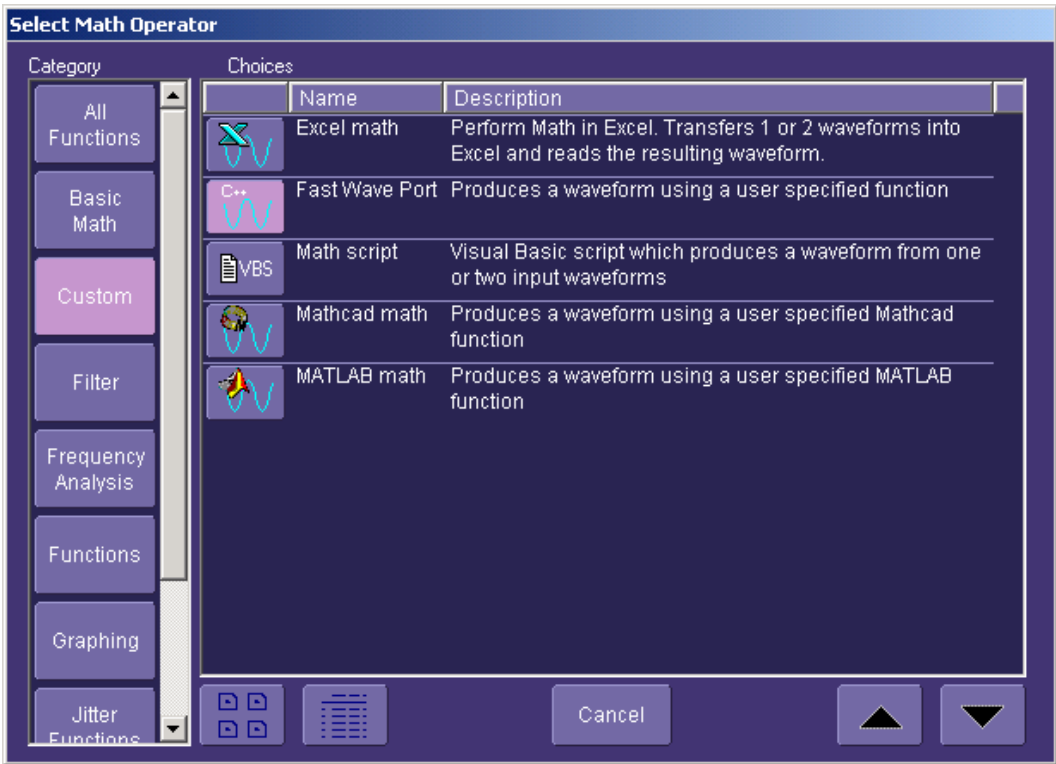 Select Math Operator
Category
Choices
All
Functions
Basic
Math
Custom
Filter
Frequency
Analysis
Functions
Graphing
Jitter
Functions
Name Description
Excel math Perform Math in Excel. Transfers 1 or 2 waveforms into
Excel and reads the resulting waveform.
C++
Fast Wave Port Produces a waveform using a user specified function
VBS
Math script Visual Basic script which produces a waveform from one
or two input waveforms
Mathcad math Produces a waveform using a user specified Mathcad
function
MATLAB math Produces a waveform using a user specified MATLAB
function
Cancel